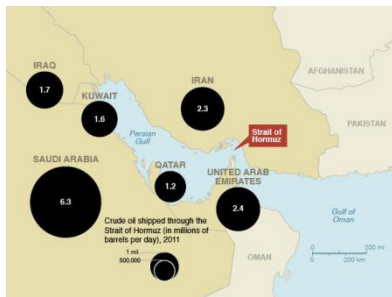 IRAQ
1.7
KUWAIT
1.6
IRAN
2.3
AFGHANISTAN
PAKISTAN
Persian
Gulf
Strait of
Hormuz
SAUDI ARABIA
6.3
QATAR
1.2
UNITED ARAB
EMIRATES
2.4
Gulf of
Oman
OMAN
Crude oil shipped through the
Strait of Hormuz (in millions of
barrels per day), 2011
1 mil.
500,000
0
200 mi
0
200 km